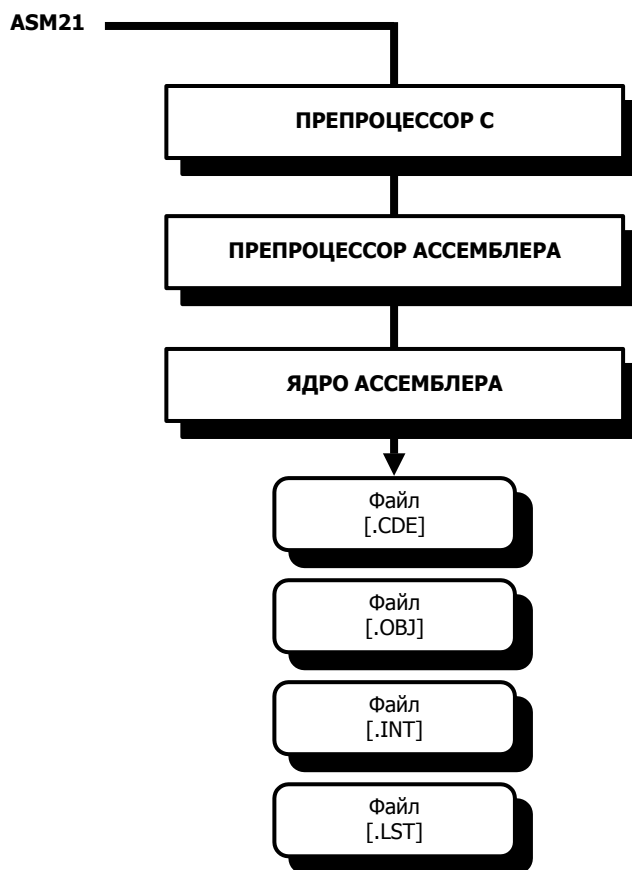 ASM21
ПРЕПРОЦЕССОР С
ПРЕПРОЦЕССОР АССЕМБЛЕРА
ЯДРО АССЕМБЛЕРА
Файл
[.CDE]
Файл
[.OBJ]
Файл
[.INT]
Файл
[.LST]